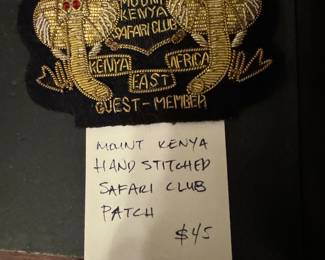 MOUNT
KENYA
SAFARI CLUB
KENYA AFRICA
EAST
GUEST-MEMBER
MOUNT KENYA
HAND STITCHED
SAFARI CLUB
PATCH
$45